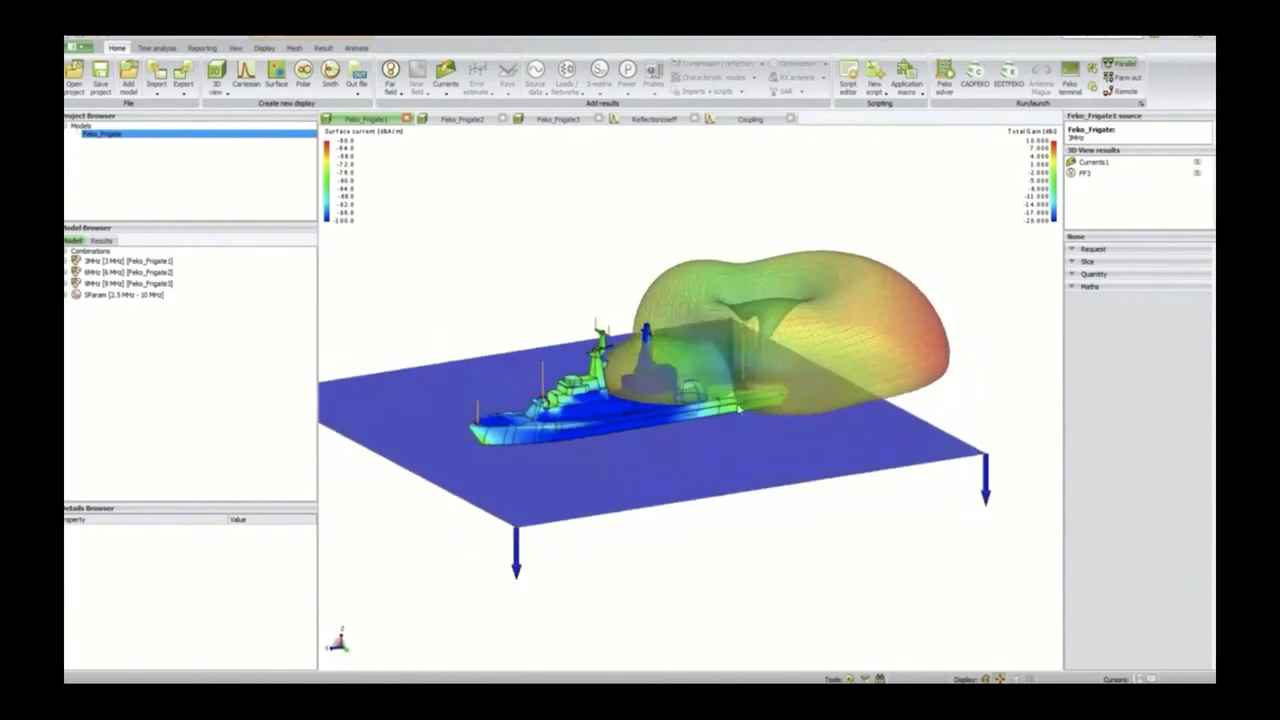 Home Time analysis Reporting View Display Mesh Result Animate
Open project
Save project
Add model
Import
Export
3D view
Cartesian
Surface
Polar
Smith
Out file
Far field
Near field
Currents
Error estimate
Rays
Source data
Loads / Networks
S-matrix
Power
Probes
Transmission / reflection
Characteristic modes
Imports + scripts
Optimisation
RX antenna
SAR
Script editor
New script
Application macro
Feko solver
CADFEKO
EDITFEKO
Antenna Magus
Feko terminal
Parallel
Farm out
Remote
File
Create new display
Add results
Scripting
Run/launch
Project Browser
Models
Feko_Frigate
Model Browser
Model Results
Combinations
3MHz [3 MHz] [Feko_Frigate1]
6MHz [6 MHz] [Feko_Frigate2]
9MHz [9 MHz] [Feko_Frigate3]
SParam [2.5 MHz - 10 MHz]
Details Browser
Property Value
Feko_Frigate1 Feko_Frigate2 Feko_Frigate3 Reflectioncoeff Coupling
Surface current [dBA/m]
-60.0
-64.0
-68.0
-72.0
-76.0
-80.0
-84.0
-88.0
-92.0
-96.0
-100.0
Total Gain [dBi]
10.000
7.000
4.000
1.000
-2.000
-5.000
-8.000
-11.000
-14.000
-17.000
-20.000
Z
Feko_Frigate1 source
Feko_Frigate:
3MHz
3D View results
Currents1
FF3
None
Request
Slice
Quantity
Maths
Tools:
Display:
Cursors: